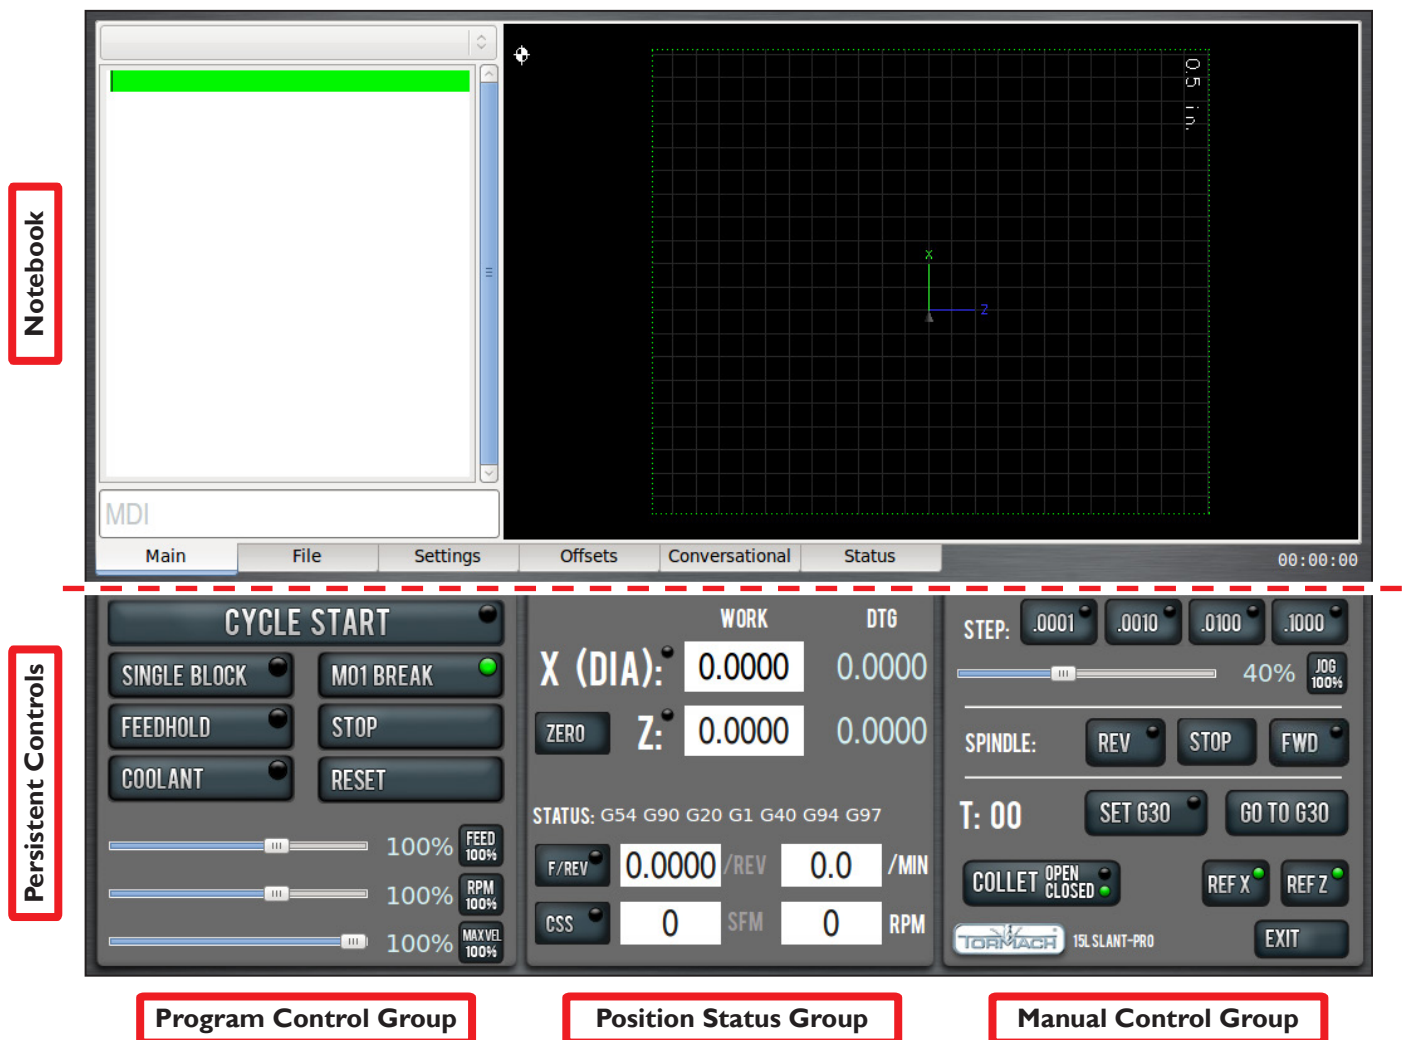 Notebook
0.5 in.
X
Z
MDI
Main File Settings Offsets Conversational Status 00:00:00
Persistent Controls
CYCLE START
SINGLE BLOCK M01 BREAK
FEEDHOLD STOP
COOLANT RESET
100% FEED 100%
100% RPM 100%
100% MAX VEL 100%
WORK DTG
X (DIA): 0.0000 0.0000
ZERO Z: 0.0000 0.0000
STATUS: G54 G90 G20 G1 G40 G94 G97
F/REV 0.0000 /REV 0.0 /MIN
CSS 0 SFM 0 RPM
STEP: .0001 .0010 .0100 .1000
40% JOG 100%
SPINDLE: REV STOP FWD
T: 00 SET G30 GO TO G30
COLLET OPEN CLOSED REF X REF Z
TORMACH 15L SLANT-PRO EXIT
Program Control Group
Position Status Group
Manual Control Group